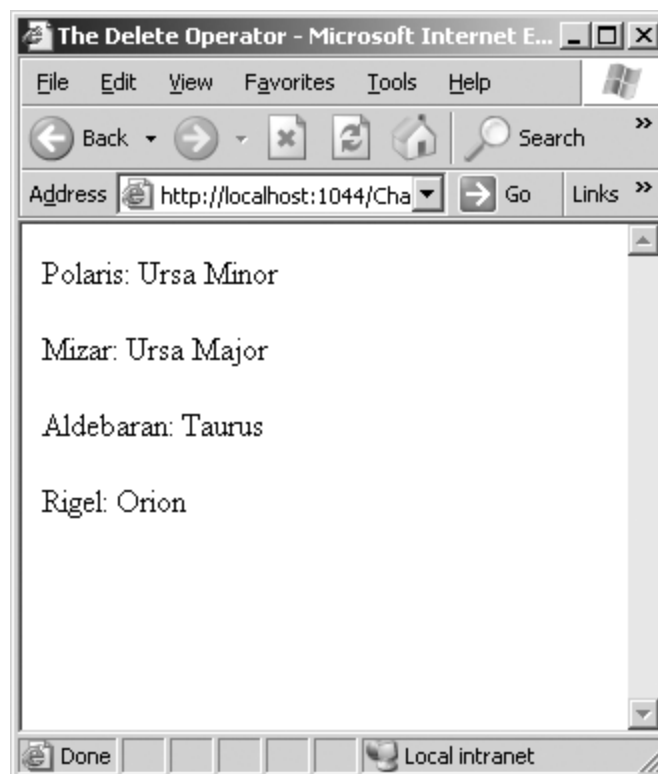 The Delete Operator - Microsoft Internet E...
File Edit View Favorites Tools Help
Back Search »
Address http://localhost:1044/Cha Go Links »
Polaris: Ursa Minor
Mizar: Ursa Major
Aldebaran: Taurus
Rigel: Orion
Done Local intranet